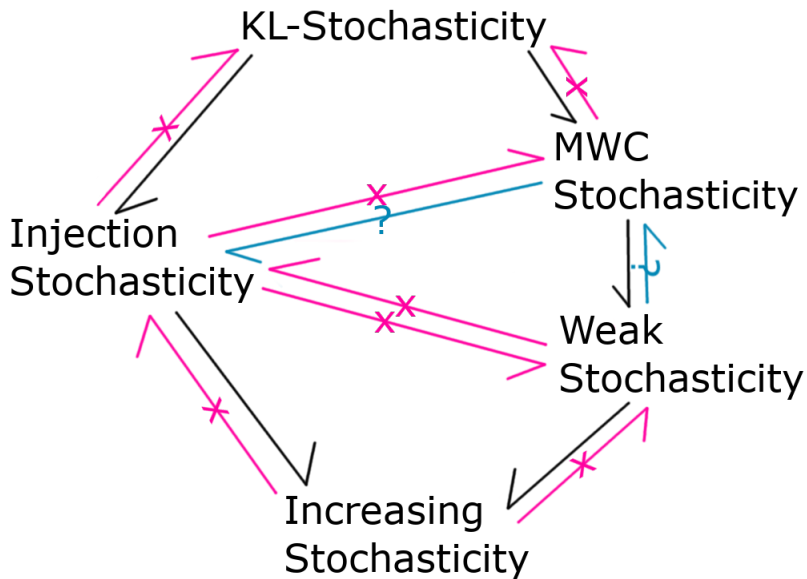 KL-Stochasticity
x
x
MWC
Stochasticity
x
?
Injection
Stochasticity
?
x
x
Weak
Stochasticity
x
x
Increasing
Stochasticity